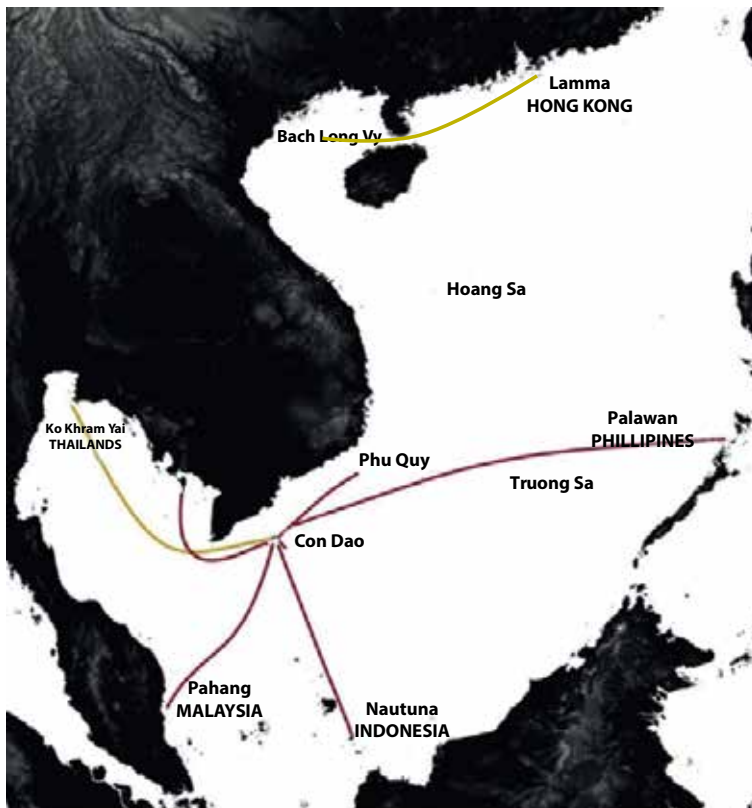 Lamma
HONG KONG
Bach Long Vy
Hoang Sa
Ko Khram Yai
THAILANDS
Palawan
PHILLIPINES
Phu Quy
Truong Sa
Con Dao
Pahang
MALAYSIA
Nautuna
INDONESIA